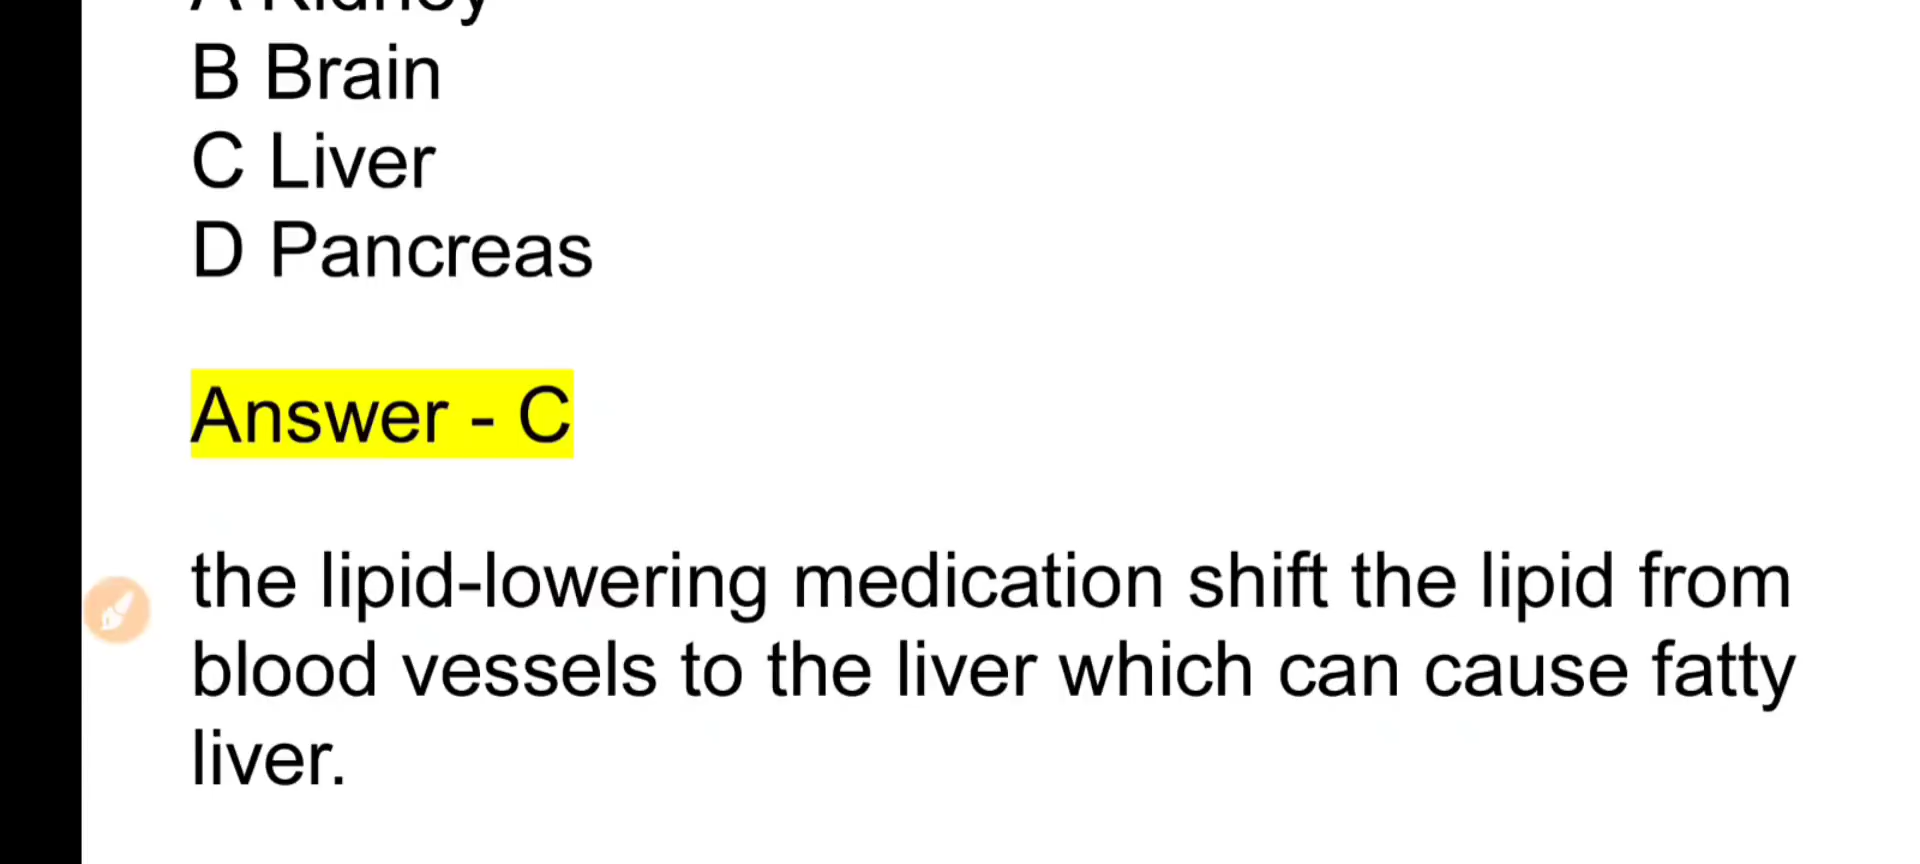 A Kidney
B Brain
C Liver
D Pancreas
Answer - C
the lipid-lowering medication shift the lipid from
blood vessels to the liver which can cause fatty
liver.